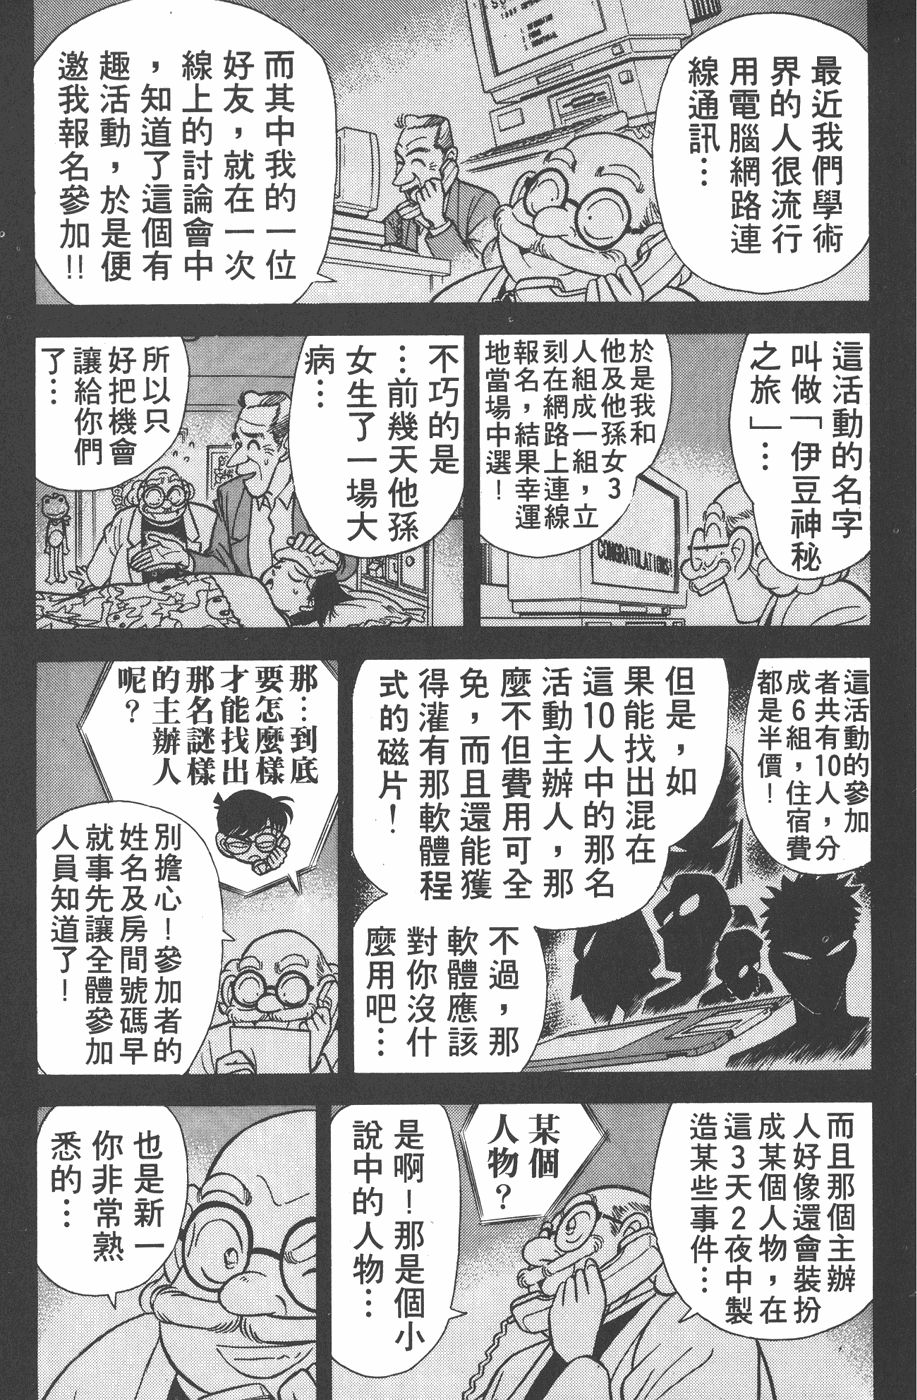 最近我們學術
界的人很流行
用電腦網路連
線通訊…
而其中我的一位
好友，就在一次
線上的討論會中
，知道了這個有
趣活動，於是便
邀我報名參加!!
這活動的名字
叫做「伊豆神秘
之旅」…
於是我和
他及他孫女3
人組成一組，立
刻在網路上連線
報名，結果幸運
地當場中選！
CONGRATULATIONS!
不巧的是
…前幾天他孫
女生了一場大
病…
所以只
好把機會
讓給你們
了…
這活動的參加
者共有10人，分
成6組，住宿費
都是半價！
但是，如
果能找出混在
這10人中的那名
活動主辦人，那
麼不但費用可全
免，而且還能獲
得灌有那軟體程
式的磁片！
不過，那
軟體應該
對你沒什
麼用吧…
那…到底
要怎麼樣
才能找出
那名謎樣
的主辦人
呢？
別擔心！參加者的
姓名及房間號碼早
就事先讓全體參加
人員知道了！
而且那個主辦
人好像還會裝扮
成某個人物，在
這3天2夜中製
造某些事件…
某個
人物？
是啊！那是個小
說中的人物…
也是新一
你非常熟
悉的…